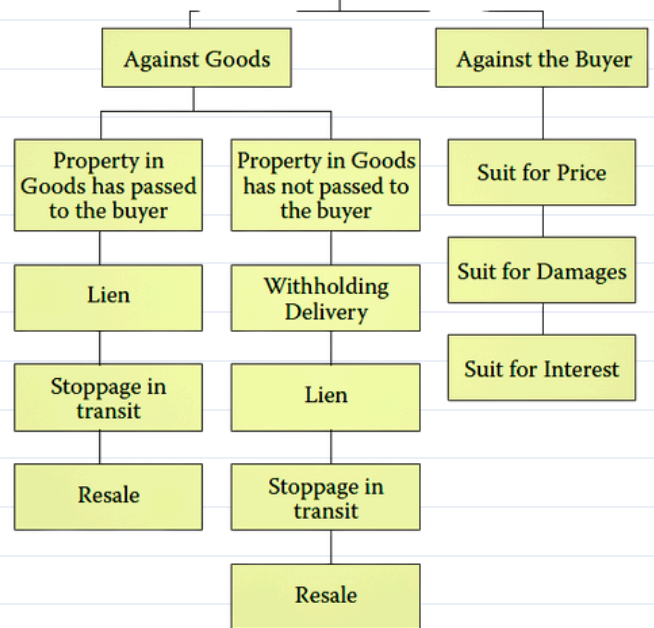 Against Goods
Against the Buyer
Property in
Goods has passed
to the buyer
Property in Goods
has not passed to
the buyer
Suit for Price
Lien
Withholding
Delivery
Suit for Damages
Stoppage in
transit
Lien
Suit for Interest
Resale
Stoppage in
transit
Resale